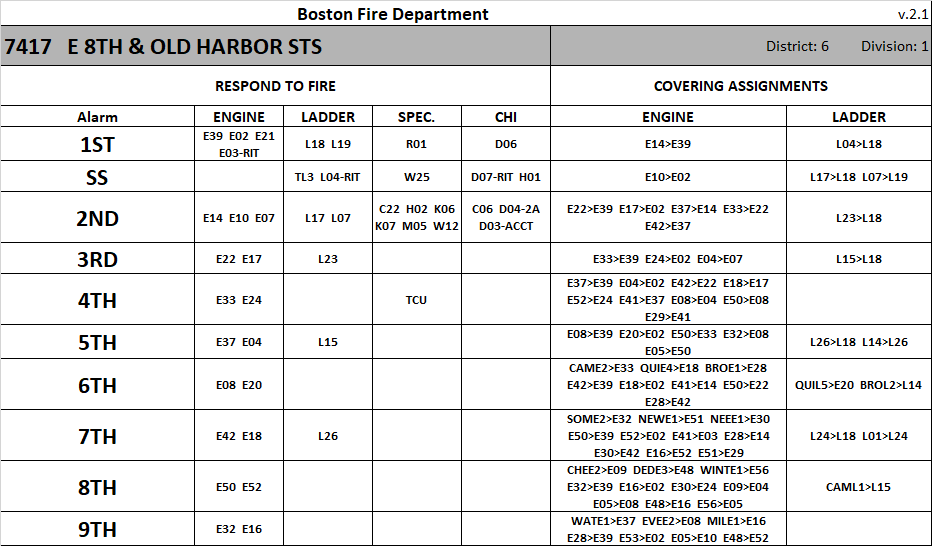 Boston Fire Department v.2.1
7417 E 8TH & OLD HARBOR STS District: 6 Division: 1
RESPOND TO FIRE COVERING ASSIGNMENTS
Alarm ENGINE LADDER SPEC. CHI ENGINE LADDER
1ST
E39 E02 E21
E03-RIT
L18 L19
R01
D06
E14>E39
L04>L18
SS
TL3 L04-RIT
W25
D07-RIT H01
E10>E02
L17>L18 L07>L19
2ND
E14 E10 E07
L17 L07
C22 H02 K06
K07 M05 W12
C06 D04-2A
D03-ACCT
E22>E39 E17>E02 E37>E14 E33>E22
E42>E37
L23>L18
3RD
E22 E17
L23
E33>E39 E24>E02 E04>E07
L15>L18
4TH
E33 E24
TCU
E37>E39 E04>E02 E42>E22 E18>E17
E52>E24 E41>E37 E08>E04 E50>E08
E29>E41
5TH
E37 E04
L15
E08>E39 E20>E02 E50>E33 E32>E08
E05>E50
L26>L18 L14>L26
6TH
E08 E20
CAME2>E33 QUIE4>E18 BROE1>E28
E42>E39 E18>E02 E41>E14 E50>E22
E28>E42
QUIL5>E20 BROL2>L14
7TH
E42 E18
L26
SOME2>E32 NEWE1>E51 NEEE1>E30
E50>E39 E52>E02 E41>E03 E28>E14
E30>E42 E16>E52 E51>E29
L24>L18 L01>L24
8TH
E50 E52
CHEE2>E09 DEDE3>E48 WINTE1>E56
E32>E39 E16>E02 E30>E24 E09>E04
E05>E08 E48>E16 E56>E05
CAML1>L15
9TH
E32 E16
WATE1>E37 EVEE2>E08 MILE1>E16
E28>E39 E53>E02 E05>E10 E48>E52